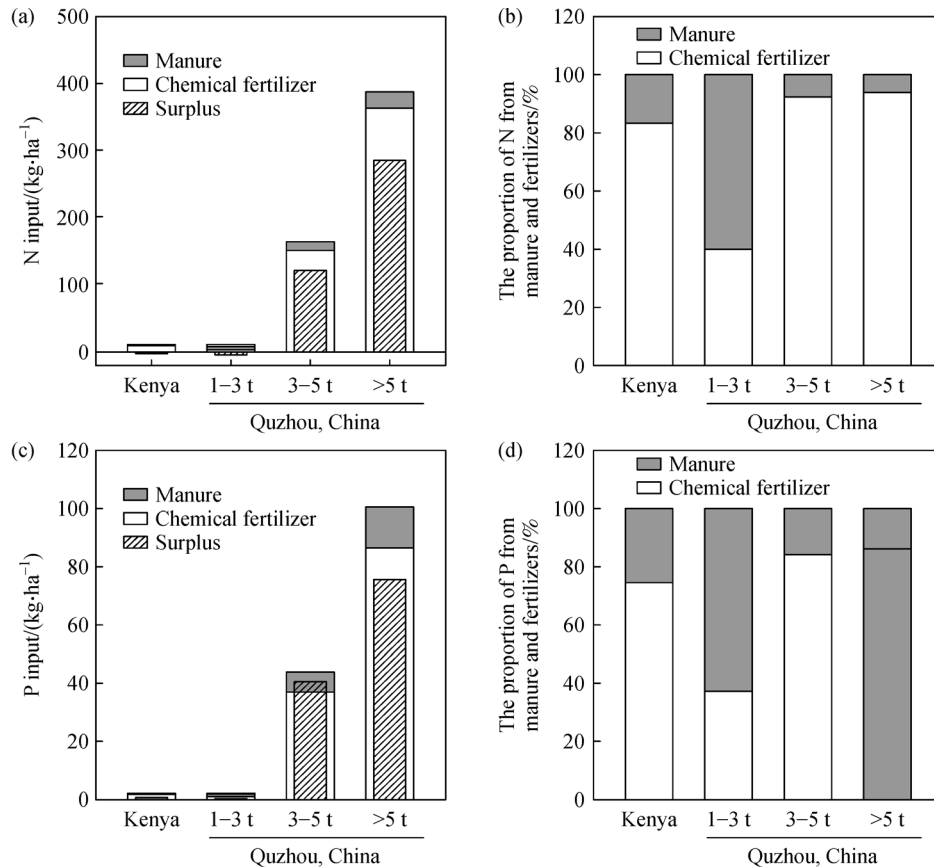 (a)
500
400
300
200
100
0
N input/(kg·ha⁻¹)
Manure
Chemical fertilizer
Surplus
Kenya 1−3 t 3−5 t >5 t
Quzhou, China
(b)
120
100
80
60
40
20
0
The proportion of N from
manure and fertilizers/%
Manure
Chemical fertilizer
Kenya 1−3 t 3−5 t >5 t
Quzhou, China
(c)
120
100
80
60
40
20
0
P input/(kg·ha⁻¹)
Manure
Chemical fertilizer
Surplus
Kenya 1−3 t 3−5 t >5 t
Quzhou, China
(d)
120
100
80
60
40
20
0
The proportion of P from
manure and fertilizers/%
Manure
Chemical fertilizer
Kenya 1−3 t 3−5 t >5 t
Quzhou, China